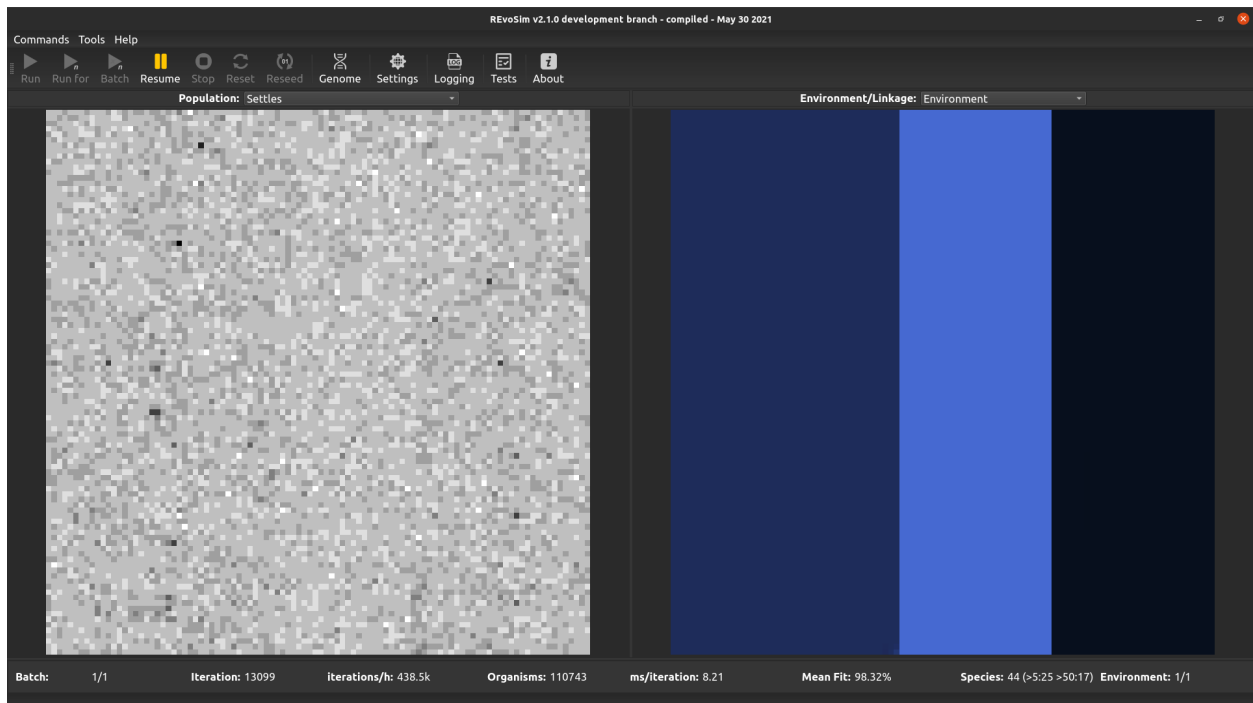 REvoSim v2.1.0 development branch - compiled - May 30 2021
Commands Tools Help
Run Run for Batch Resume Stop Reset Reseed Genome Settings Logging Tests About
Population: Settles Environment/Linkage: Environment
Batch: 1/1 Iteration: 13099 iterations/h: 438.5k Organisms: 110743 ms/iteration: 8.21 Mean Fit: 98.32% Species: 44 (>5:25 >50:17) Environment: 1/1